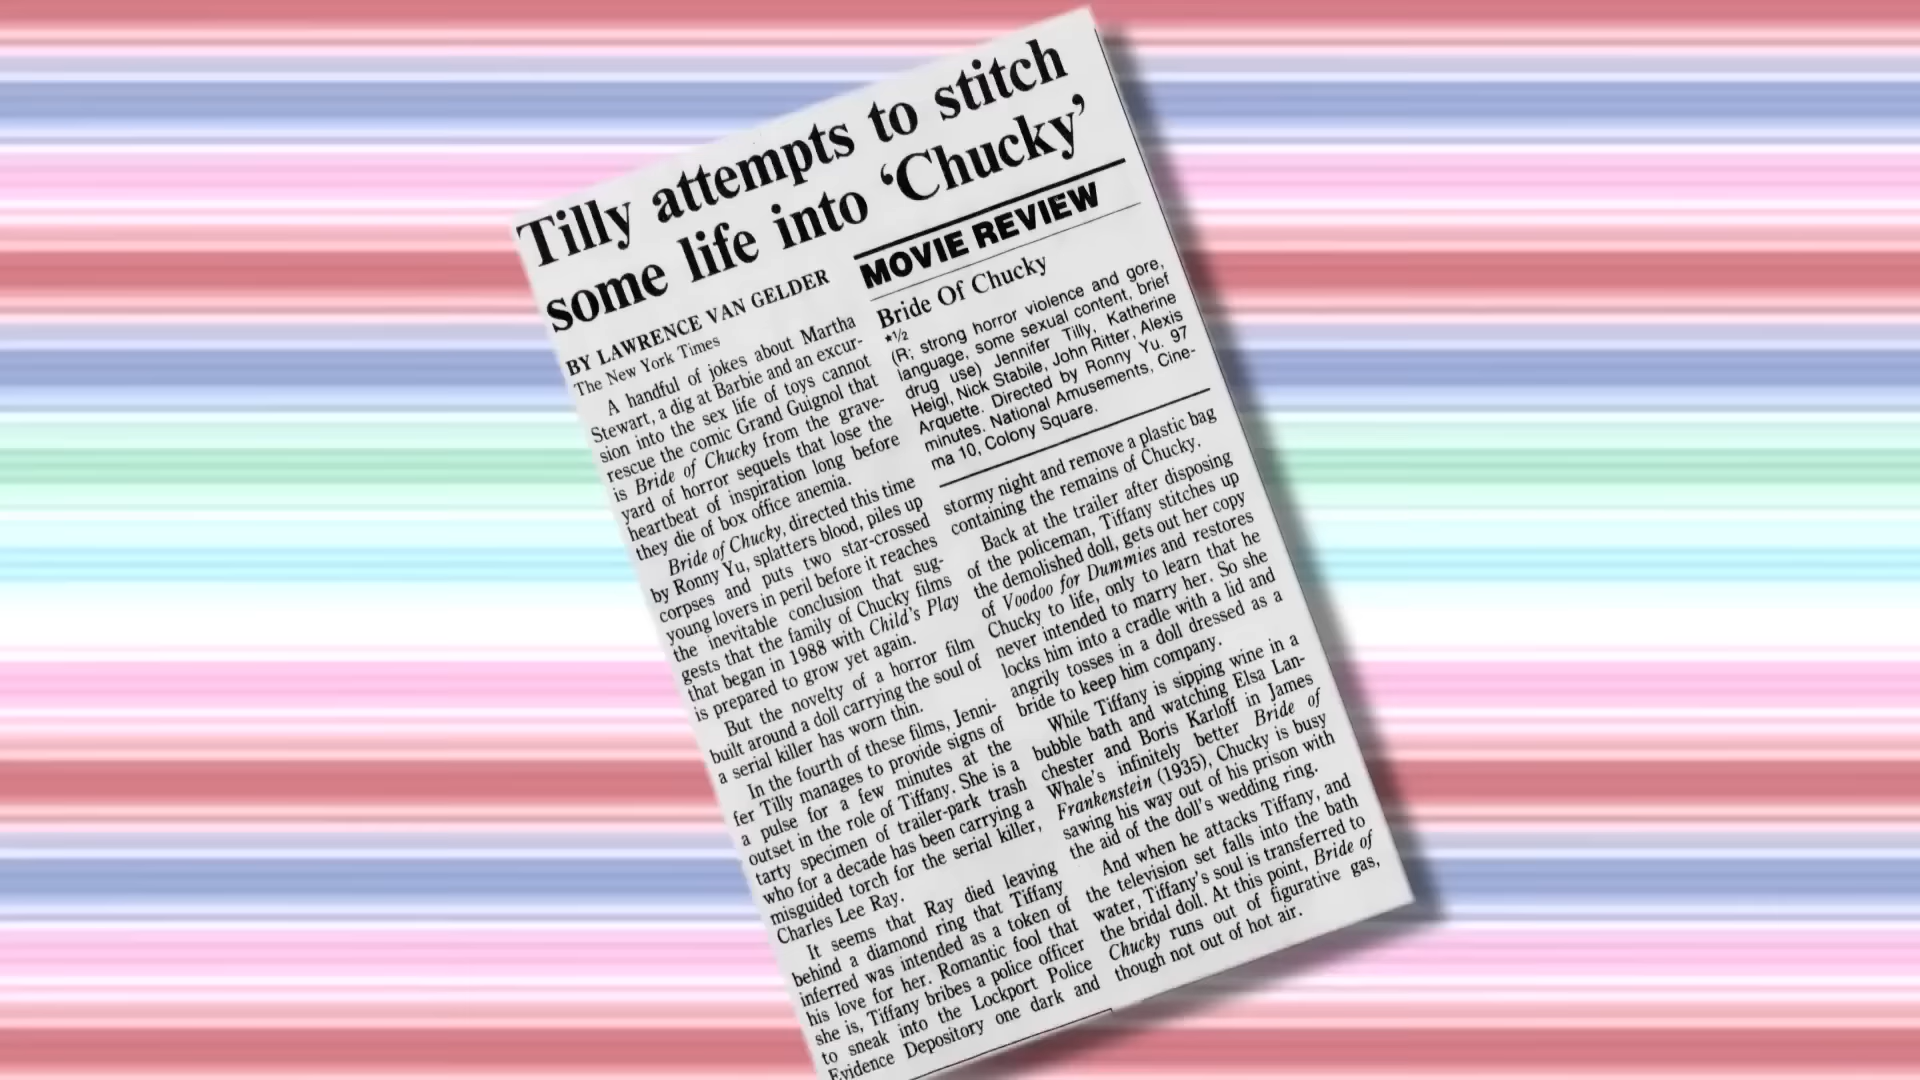 Tilly attempts to stitch
some life into ‘Chucky’
BY LAWRENCE VAN GELDER
The New York Times
A handful of jokes about Martha
Stewart, a dig at Barbie and an excur-
sion into the sex life of toys cannot
rescue the comic Grand Guignol that
is Bride of Chucky from the grave-
yard of horror sequels that lose the
heartbeat of inspiration long before
they die of box office anemia.
Bride of Chucky, directed this time
by Ronny Yu, splatters blood, piles up
corpses and puts two star-crossed
young lovers in peril before it reaches
the inevitable conclusion that sug-
gests that the family of Chucky films
that began in 1988 with Child's Play
is prepared to grow yet again.
But the novelty of a horror film
built around a doll carrying the soul of
a serial killer has worn thin.
In the fourth of these films, Jenni-
fer Tilly manages to provide signs of
a pulse for a few minutes at the
outset in the role of Tiffany. She is a
tarty specimen of trailer-park trash
who for a decade has been carrying a
misguided torch for the serial killer,
Charles Lee Ray.
It seems that Ray died leaving
behind a diamond ring that Tiffany
inferred was intended as a token of
his love for her. Romantic fool that
she is, Tiffany bribes a police officer
to sneak into the Lockport Police
Evidence Depository one dark and
MOVIE REVIEW
Bride Of Chucky
★½
(R; strong horror violence and gore,
language, some sexual content, brief
drug use) Jennifer Tilly, Katherine
Heigl, Nick Stabile, John Ritter, Alexis
Arquette. Directed by Ronny Yu. 97
minutes. National Amusements, Cine-
ma 10, Colony Square.
stormy night and remove a plastic bag
containing the remains of Chucky.
Back at the trailer after disposing
of the policeman, Tiffany stitches up
the demolished doll, gets out her copy
of Voodoo for Dummies and restores
Chucky to life, only to learn that he
never intended to marry her. So she
locks him into a cradle with a lid and
angrily tosses in a doll dressed as a
bride to keep him company.
While Tiffany is sipping wine in a
bubble bath and watching Elsa Lan-
chester and Boris Karloff in James
Whale's infinitely better Bride of
Frankenstein (1935), Chucky is busy
sawing his way out of his prison with
the aid of the doll's wedding ring.
And when he attacks Tiffany, and
the television set falls into the bath
water, Tiffany's soul is transferred to
the bridal doll. At this point, Bride of
Chucky runs out of figurative gas,
though not out of hot air.